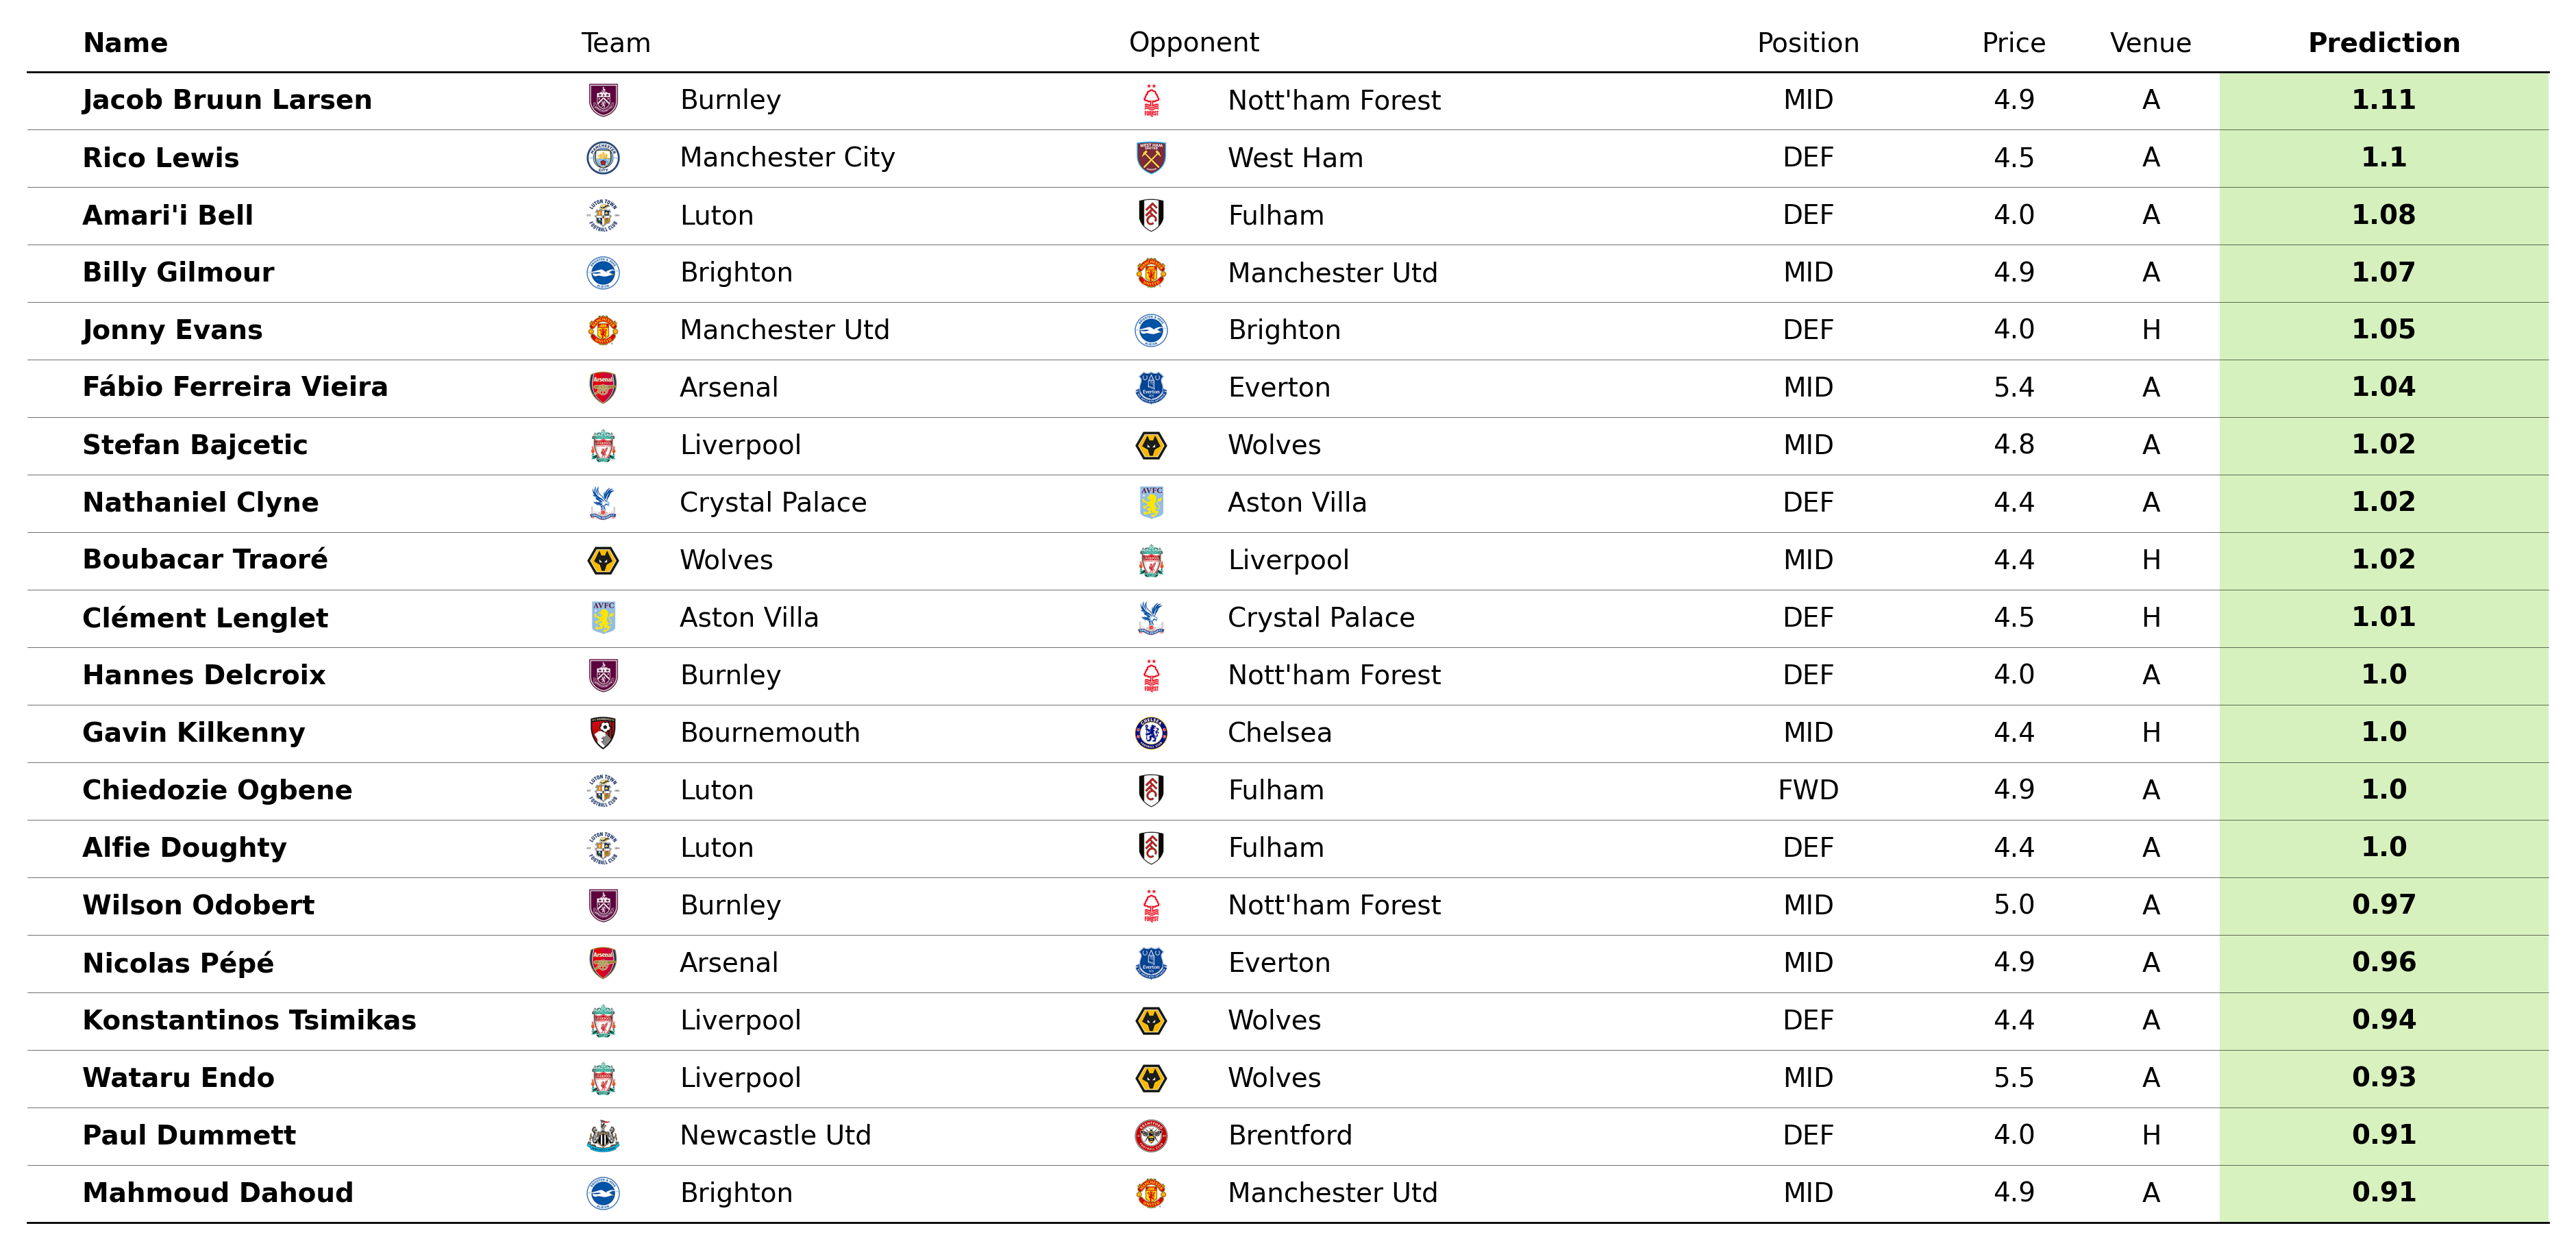 Name Team Opponent Position Price Venue Prediction
Jacob Bruun Larsen Burnley Nott'ham Forest MID 4.9 A 1.11
Rico Lewis Manchester City West Ham DEF 4.5 A 1.1
Amari'i Bell Luton Fulham DEF 4.0 A 1.08
Billy Gilmour Brighton Manchester Utd MID 4.9 A 1.07
Jonny Evans Manchester Utd Brighton DEF 4.0 H 1.05
Fábio Ferreira Vieira Arsenal Everton MID 5.4 A 1.04
Stefan Bajcetic Liverpool Wolves MID 4.8 A 1.02
Nathaniel Clyne Crystal Palace Aston Villa DEF 4.4 A 1.02
Boubacar Traoré Wolves Liverpool MID 4.4 H 1.02
Clément Lenglet Aston Villa Crystal Palace DEF 4.5 H 1.01
Hannes Delcroix Burnley Nott'ham Forest DEF 4.0 A 1.0
Gavin Kilkenny Bournemouth Chelsea MID 4.4 H 1.0
Chiedozie Ogbene Luton Fulham FWD 4.9 A 1.0
Alfie Doughty Luton Fulham DEF 4.4 A 1.0
Wilson Odobert Burnley Nott'ham Forest MID 5.0 A 0.97
Nicolas Pépé Arsenal Everton MID 4.9 A 0.96
Konstantinos Tsimikas Liverpool Wolves DEF 4.4 A 0.94
Wataru Endo Liverpool Wolves MID 5.5 A 0.93
Paul Dummett Newcastle Utd Brentford DEF 4.0 H 0.91
Mahmoud Dahoud Brighton Manchester Utd MID 4.9 A 0.91